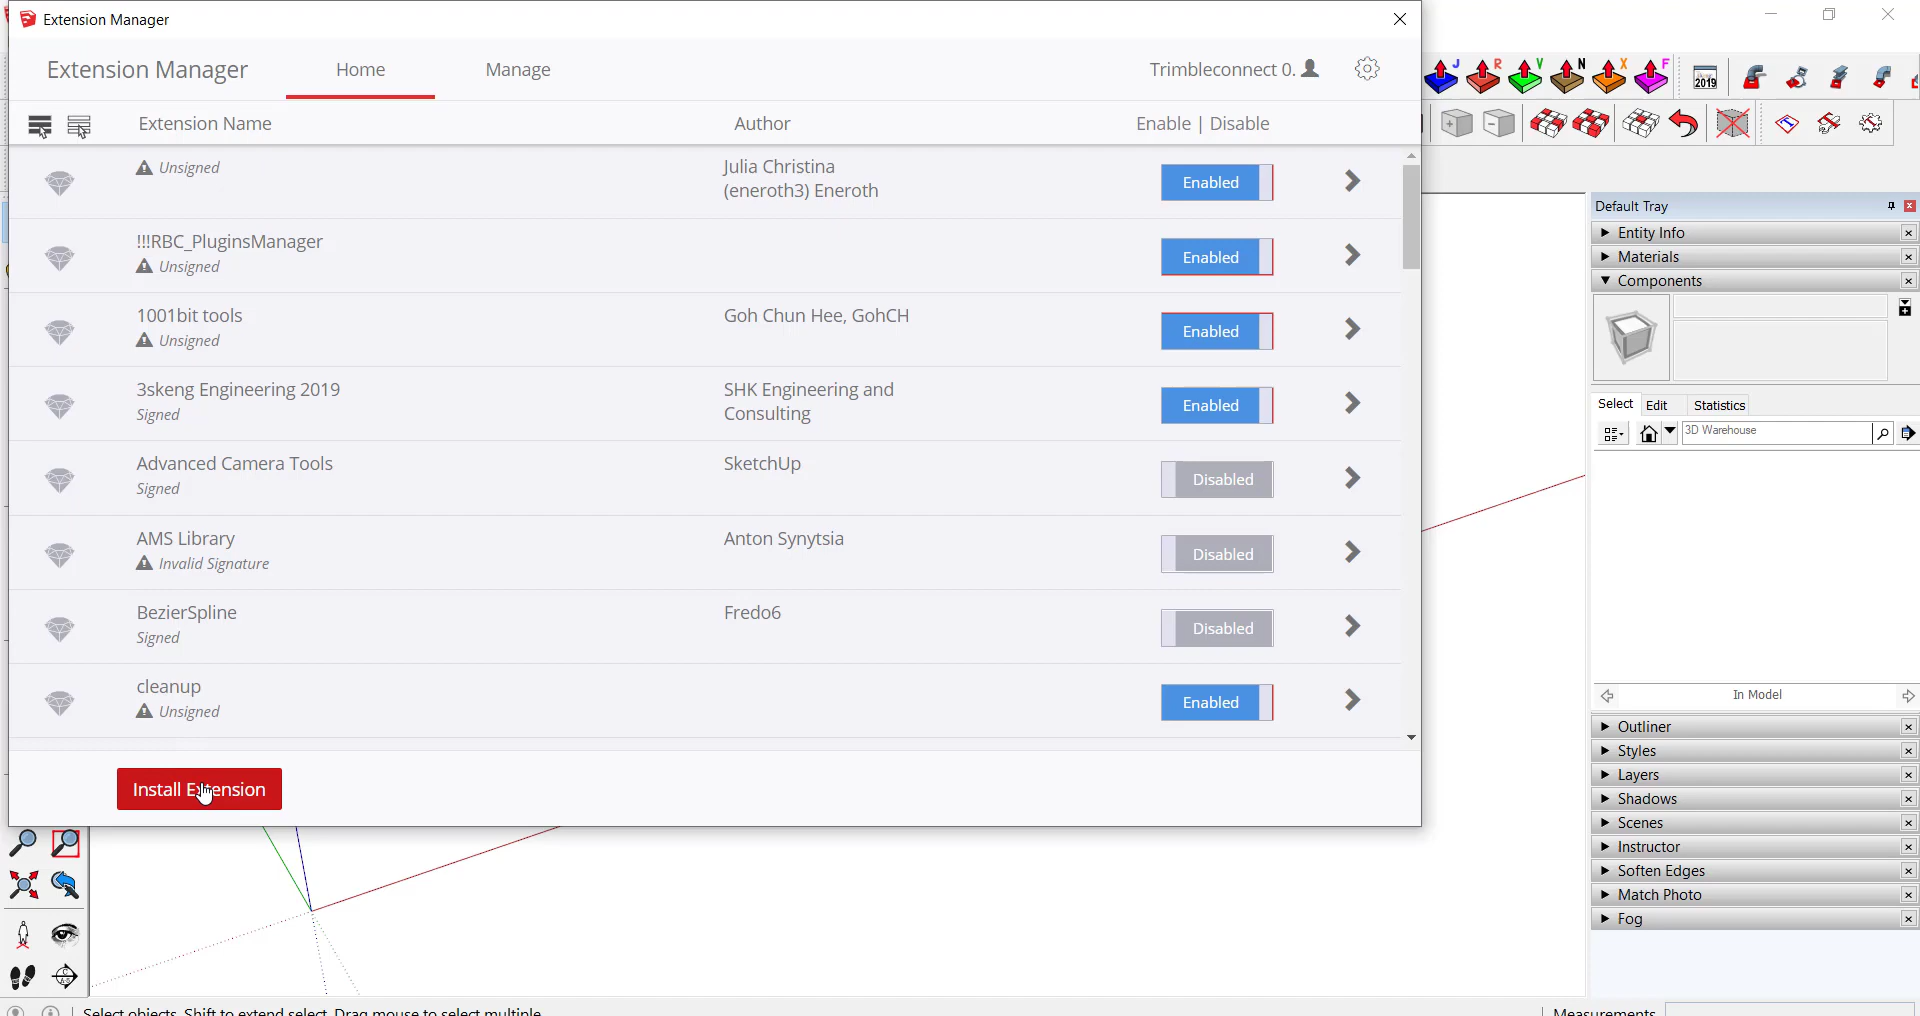 Extension Manager
Extension Manager
Home
Manage
Trimbleconnect 0.
Extension Name
Author
Enable | Disable
Unsigned
Julia Christina
(eneroth3) Eneroth
Enabled
!!!RBC_PluginsManager
Unsigned
Enabled
1001bit tools
Unsigned
Goh Chun Hee, GohCH
Enabled
3skeng Engineering 2019
Signed
SHK Engineering and
Consulting
Enabled
Advanced Camera Tools
Signed
SketchUp
Disabled
AMS Library
Invalid Signature
Anton Synytsia
Disabled
BezierSpline
Signed
Fredo6
Disabled
cleanup
Unsigned
Enabled
Install Extension
J
R
V
N
X
F
2019
Default Tray
Entity Info
Materials
Components
Select
Edit
Statistics
3D Warehouse
In Model
Outliner
Styles
Layers
Shadows
Scenes
Instructor
Soften Edges
Match Photo
Fog
Select objects. Shift to extend select. Drag mouse to select multiple.
Measurements